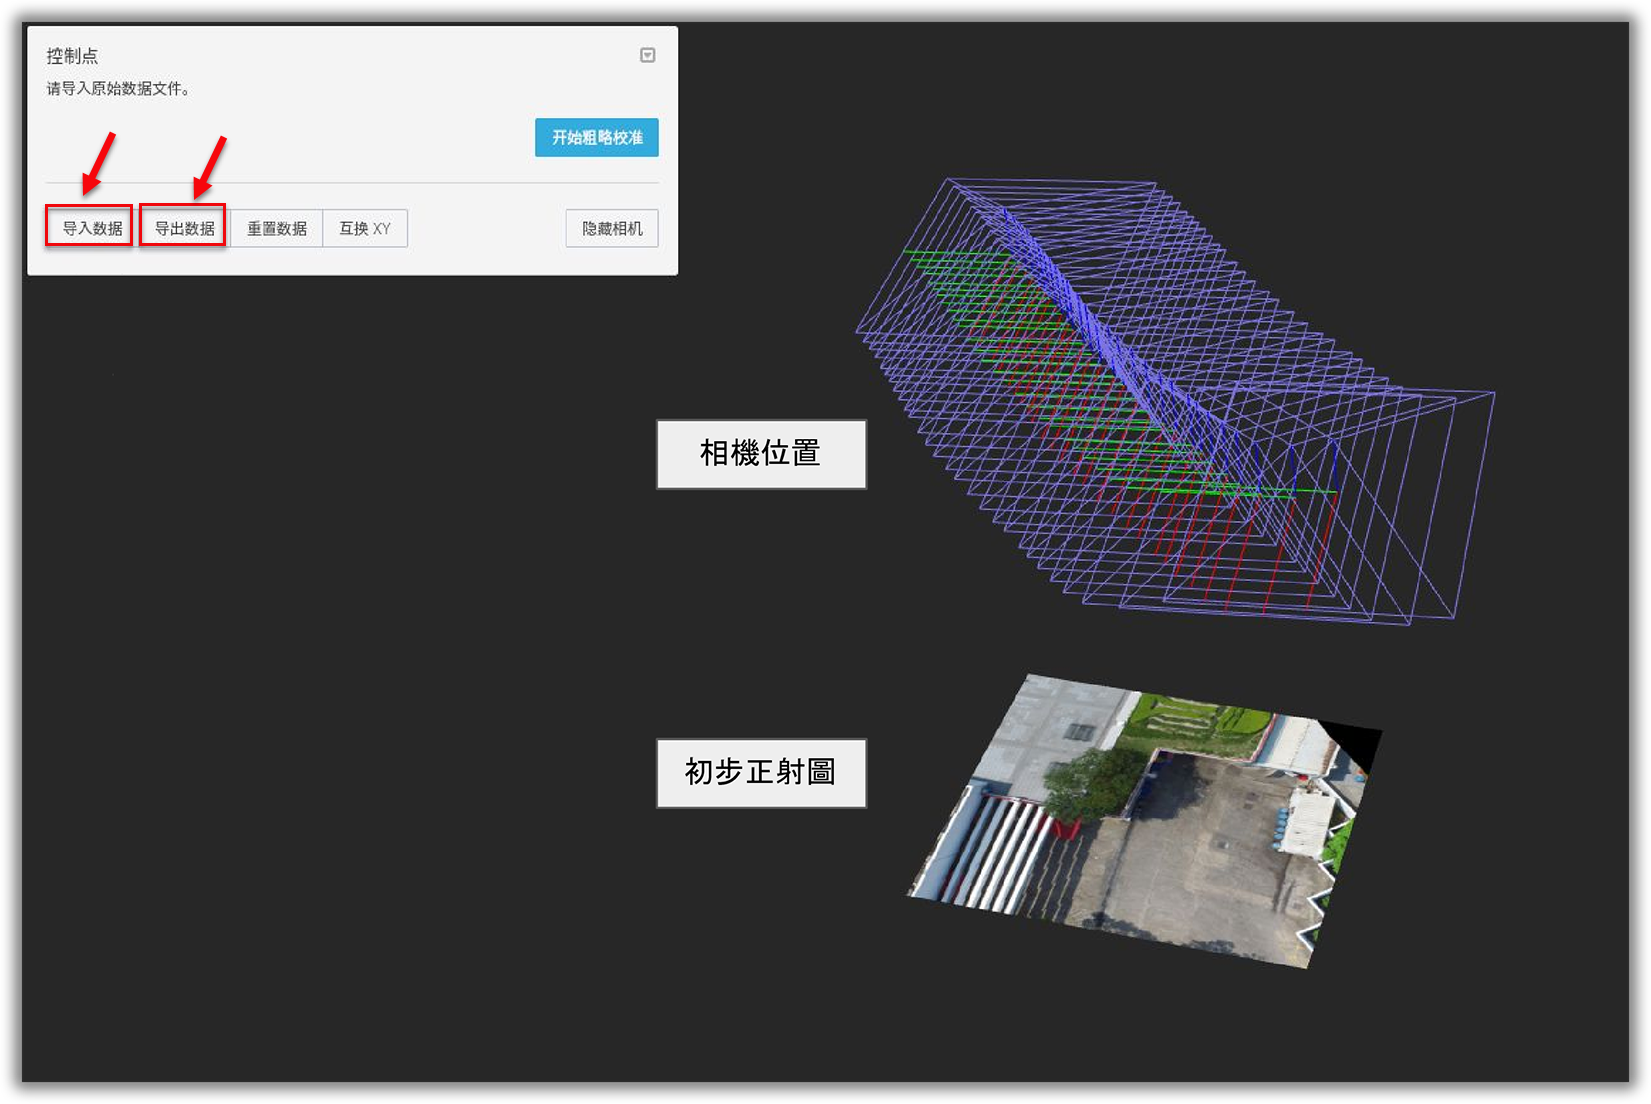 控制点
请导入原始数据文件。
开始粗略校准
导入数据 导出数据 重置数据 互换 XY 隐藏相机
相機位置
初步正射圖